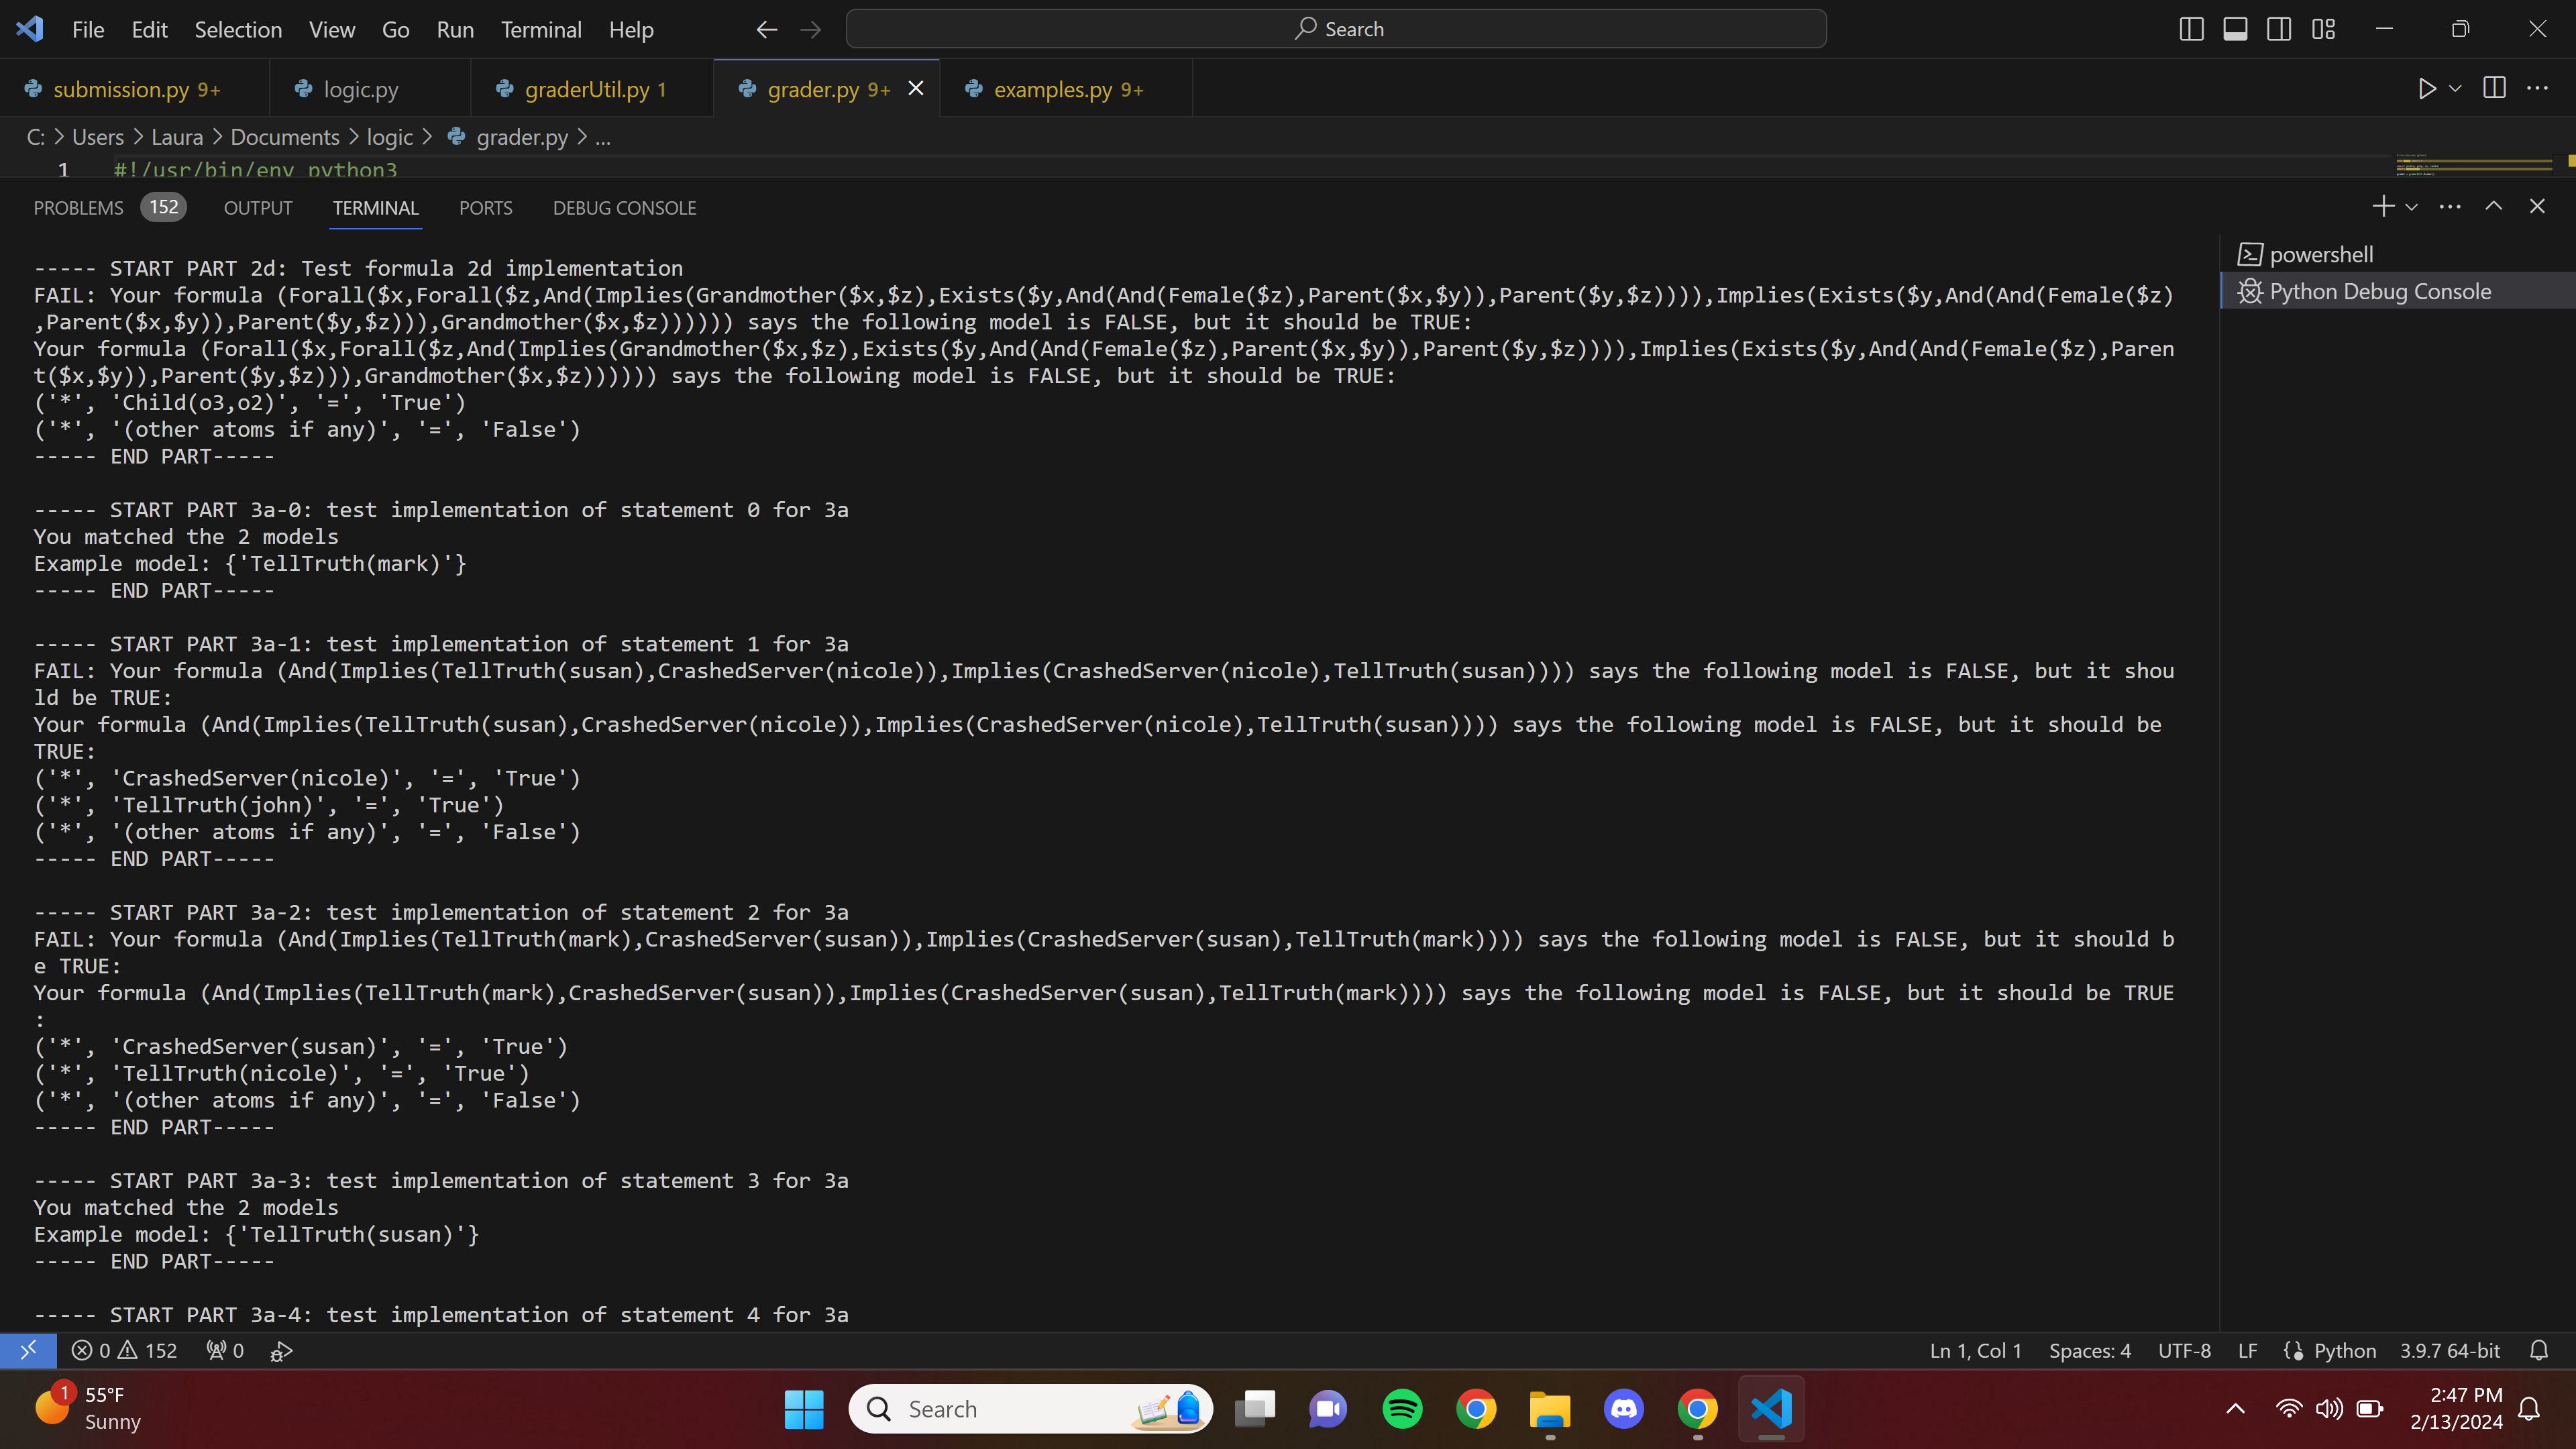 File Edit Selection View Go Run Terminal Help
Search
submission.py 9+ logic.py graderUtil.py 1 grader.py 9+ examples.py 9+
C: > Users > Laura > Documents > logic > grader.py > ...
1 #!/usr/bin/env python3
PROBLEMS 152 OUTPUT TERMINAL PORTS DEBUG CONSOLE
powershell
Python Debug Console
----- START PART 2d: Test formula 2d implementation
FAIL: Your formula (Forall($x,Forall($z,And(Implies(Grandmother($x,$z),Exists($y,And(And(Female($z),Parent($x,$y)),Parent($y,$z)))),Implies(Exists($y,And(And(Female($z)
,Parent($x,$y)),Parent($y,$z))),Grandmother($x,$z)))))) says the following model is FALSE, but it should be TRUE:
Your formula (Forall($x,Forall($z,And(Implies(Grandmother($x,$z),Exists($y,And(And(Female($z),Parent($x,$y)),Parent($y,$z)))),Implies(Exists($y,And(And(Female($z),Paren
t($x,$y)),Parent($y,$z))),Grandmother($x,$z)))))) says the following model is FALSE, but it should be TRUE:
('*', 'Child(o3,o2)', '=', 'True')
('*', '(other atoms if any)', '=', 'False')
----- END PART-----
----- START PART 3a-0: test implementation of statement 0 for 3a
You matched the 2 models
Example model: {'TellTruth(mark)'}
----- END PART-----
----- START PART 3a-1: test implementation of statement 1 for 3a
FAIL: Your formula (And(Implies(TellTruth(susan),CrashedServer(nicole)),Implies(CrashedServer(nicole),TellTruth(susan)))) says the following model is FALSE, but it shou
ld be TRUE:
Your formula (And(Implies(TellTruth(susan),CrashedServer(nicole)),Implies(CrashedServer(nicole),TellTruth(susan)))) says the following model is FALSE, but it should be
TRUE:
('*', 'CrashedServer(nicole)', '=', 'True')
('*', 'TellTruth(john)', '=', 'True')
('*', '(other atoms if any)', '=', 'False')
----- END PART-----
----- START PART 3a-2: test implementation of statement 2 for 3a
FAIL: Your formula (And(Implies(TellTruth(mark),CrashedServer(susan)),Implies(CrashedServer(susan),TellTruth(mark)))) says the following model is FALSE, but it should b
e TRUE:
Your formula (And(Implies(TellTruth(mark),CrashedServer(susan)),Implies(CrashedServer(susan),TellTruth(mark)))) says the following model is FALSE, but it should be TRUE
:
('*', 'CrashedServer(susan)', '=', 'True')
('*', 'TellTruth(nicole)', '=', 'True')
('*', '(other atoms if any)', '=', 'False')
----- END PART-----
----- START PART 3a-3: test implementation of statement 3 for 3a
You matched the 2 models
Example model: {'TellTruth(susan)'}
----- END PART-----
----- START PART 3a-4: test implementation of statement 4 for 3a
0 152 0 Ln 1, Col 1 Spaces: 4 UTF-8 LF Python 3.9.7 64-bit
1 55°F
Sunny
Search
2:47 PM
2/13/2024